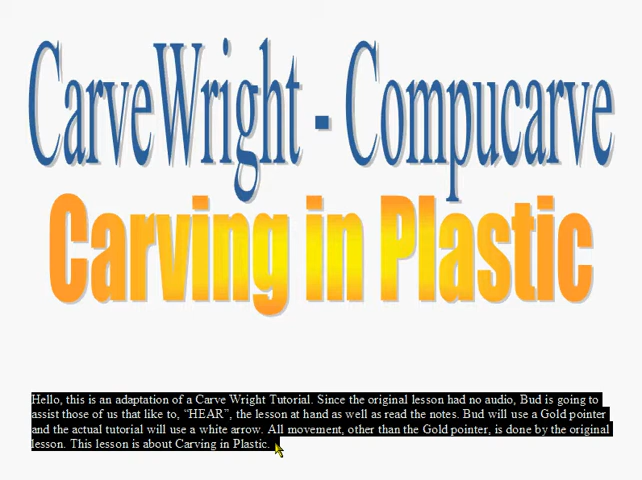 CarveWright - Compucarve
Carving in Plastic
Hello, this is an adaptation of a Carve Wright Tutorial. Since the original lesson had no audio, Bud is going to
assist those of us that like to, “HEAR”, the lesson at hand as well as read the notes. Bud will use a Gold pointer
and the actual tutorial will use a white arrow. All movement, other than the Gold pointer, is done by the original
lesson. This lesson is about Carving in Plastic.